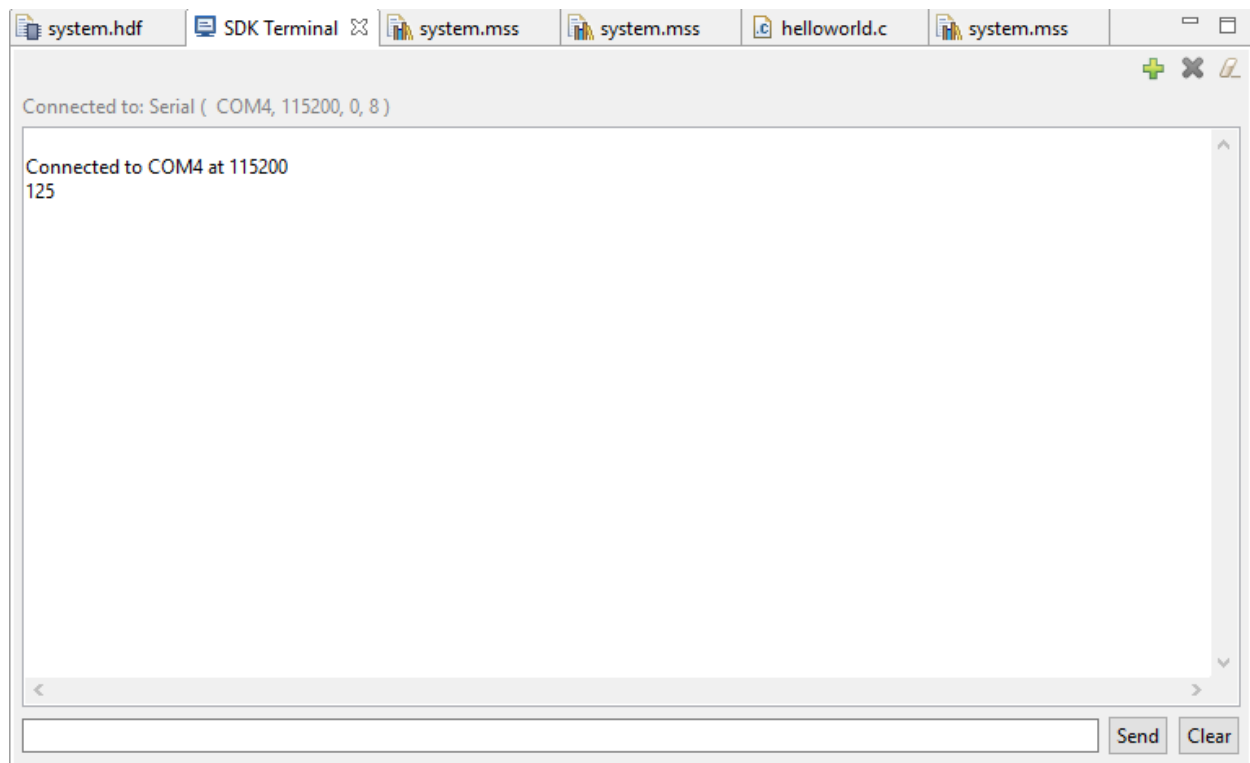 system.hdf SDK Terminal system.mss system.mss helloworld.c system.mss
Connected to: Serial ( COM4, 115200, 0, 8 )
Connected to COM4 at 115200
125
Send Clear